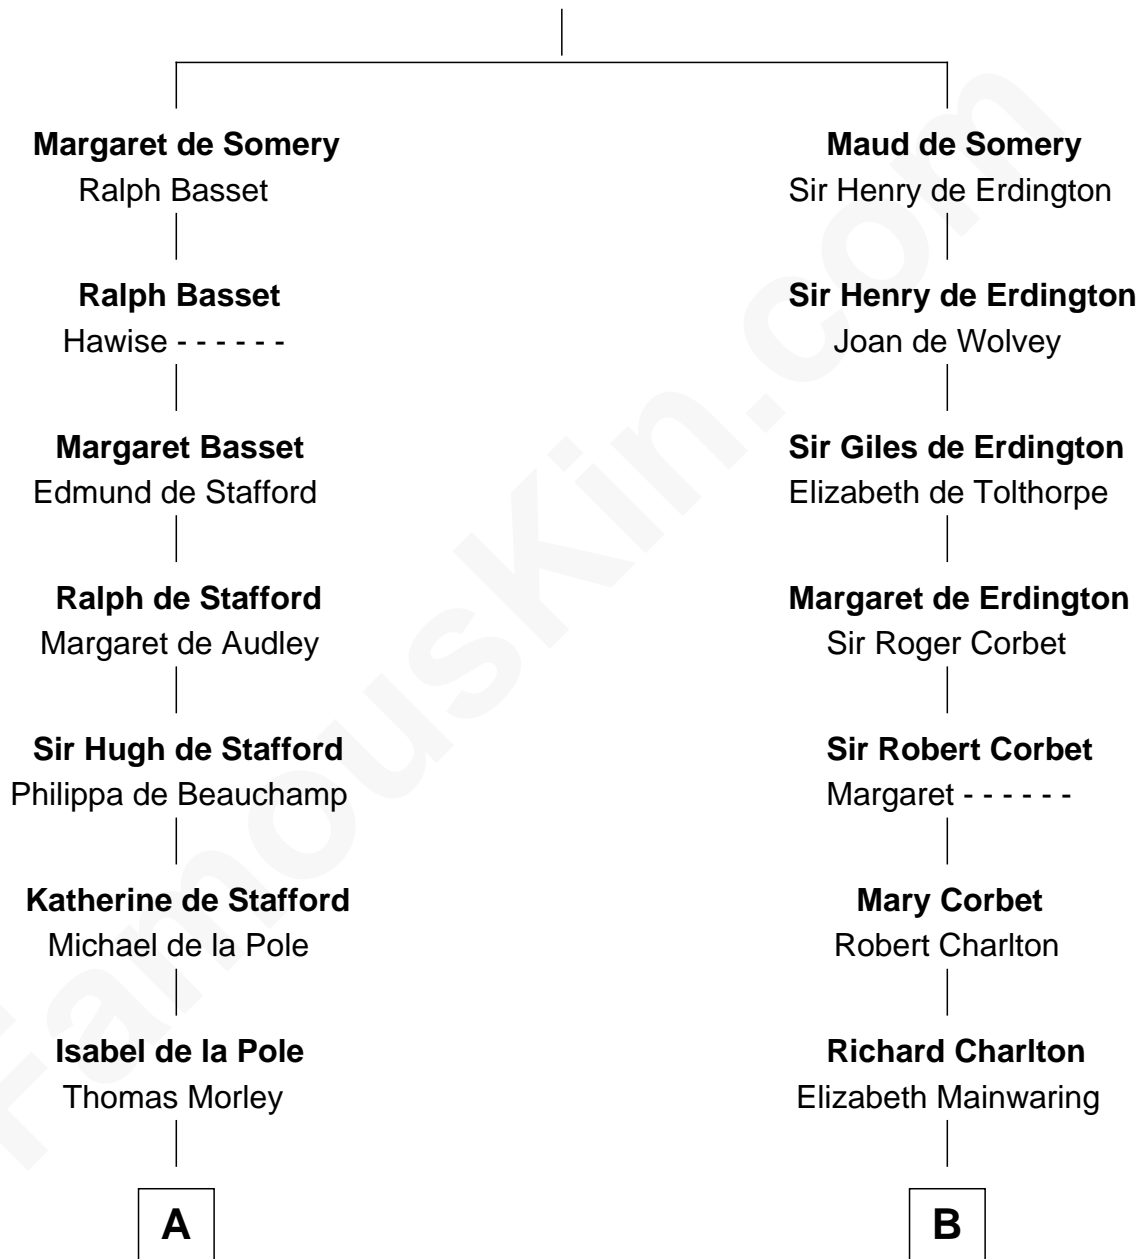 Margaret de Somery
Ralph Basset
Ralph Basset
Hawise - - - - - -
Margaret Basset
Edmund de Stafford
Ralph de Stafford
Margaret de Audley
Sir Hugh de Stafford
Philippa de Beauchamp
Katherine de Stafford
Michael de la Pole
Isabel de la Pole
Thomas Morley
A
Maud de Somery
Sir Henry de Erdington
Sir Henry de Erdington
Joan de Wolvey
Sir Giles de Erdington
Elizabeth de Tolthorpe
Margaret de Erdington
Sir Roger Corbet
Sir Robert Corbet
Margaret - - - - - -
Mary Corbet
Robert Charlton
Richard Charlton
Elizabeth Mainwaring
B
FamousKin.com